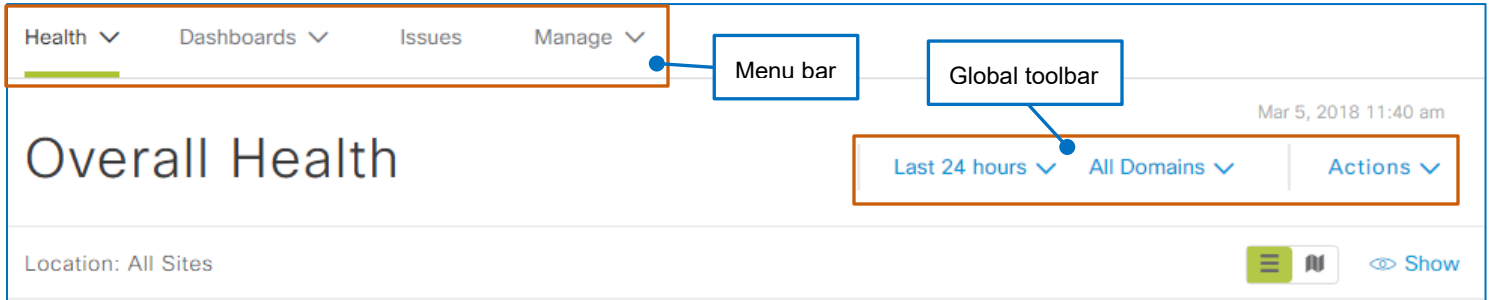 Health Dashboards Issues Manage
Menu bar
Global toolbar
Mar 5, 2018 11:40 am
Overall Health
Last 24 hours All Domains Actions
Location: All Sites
Show